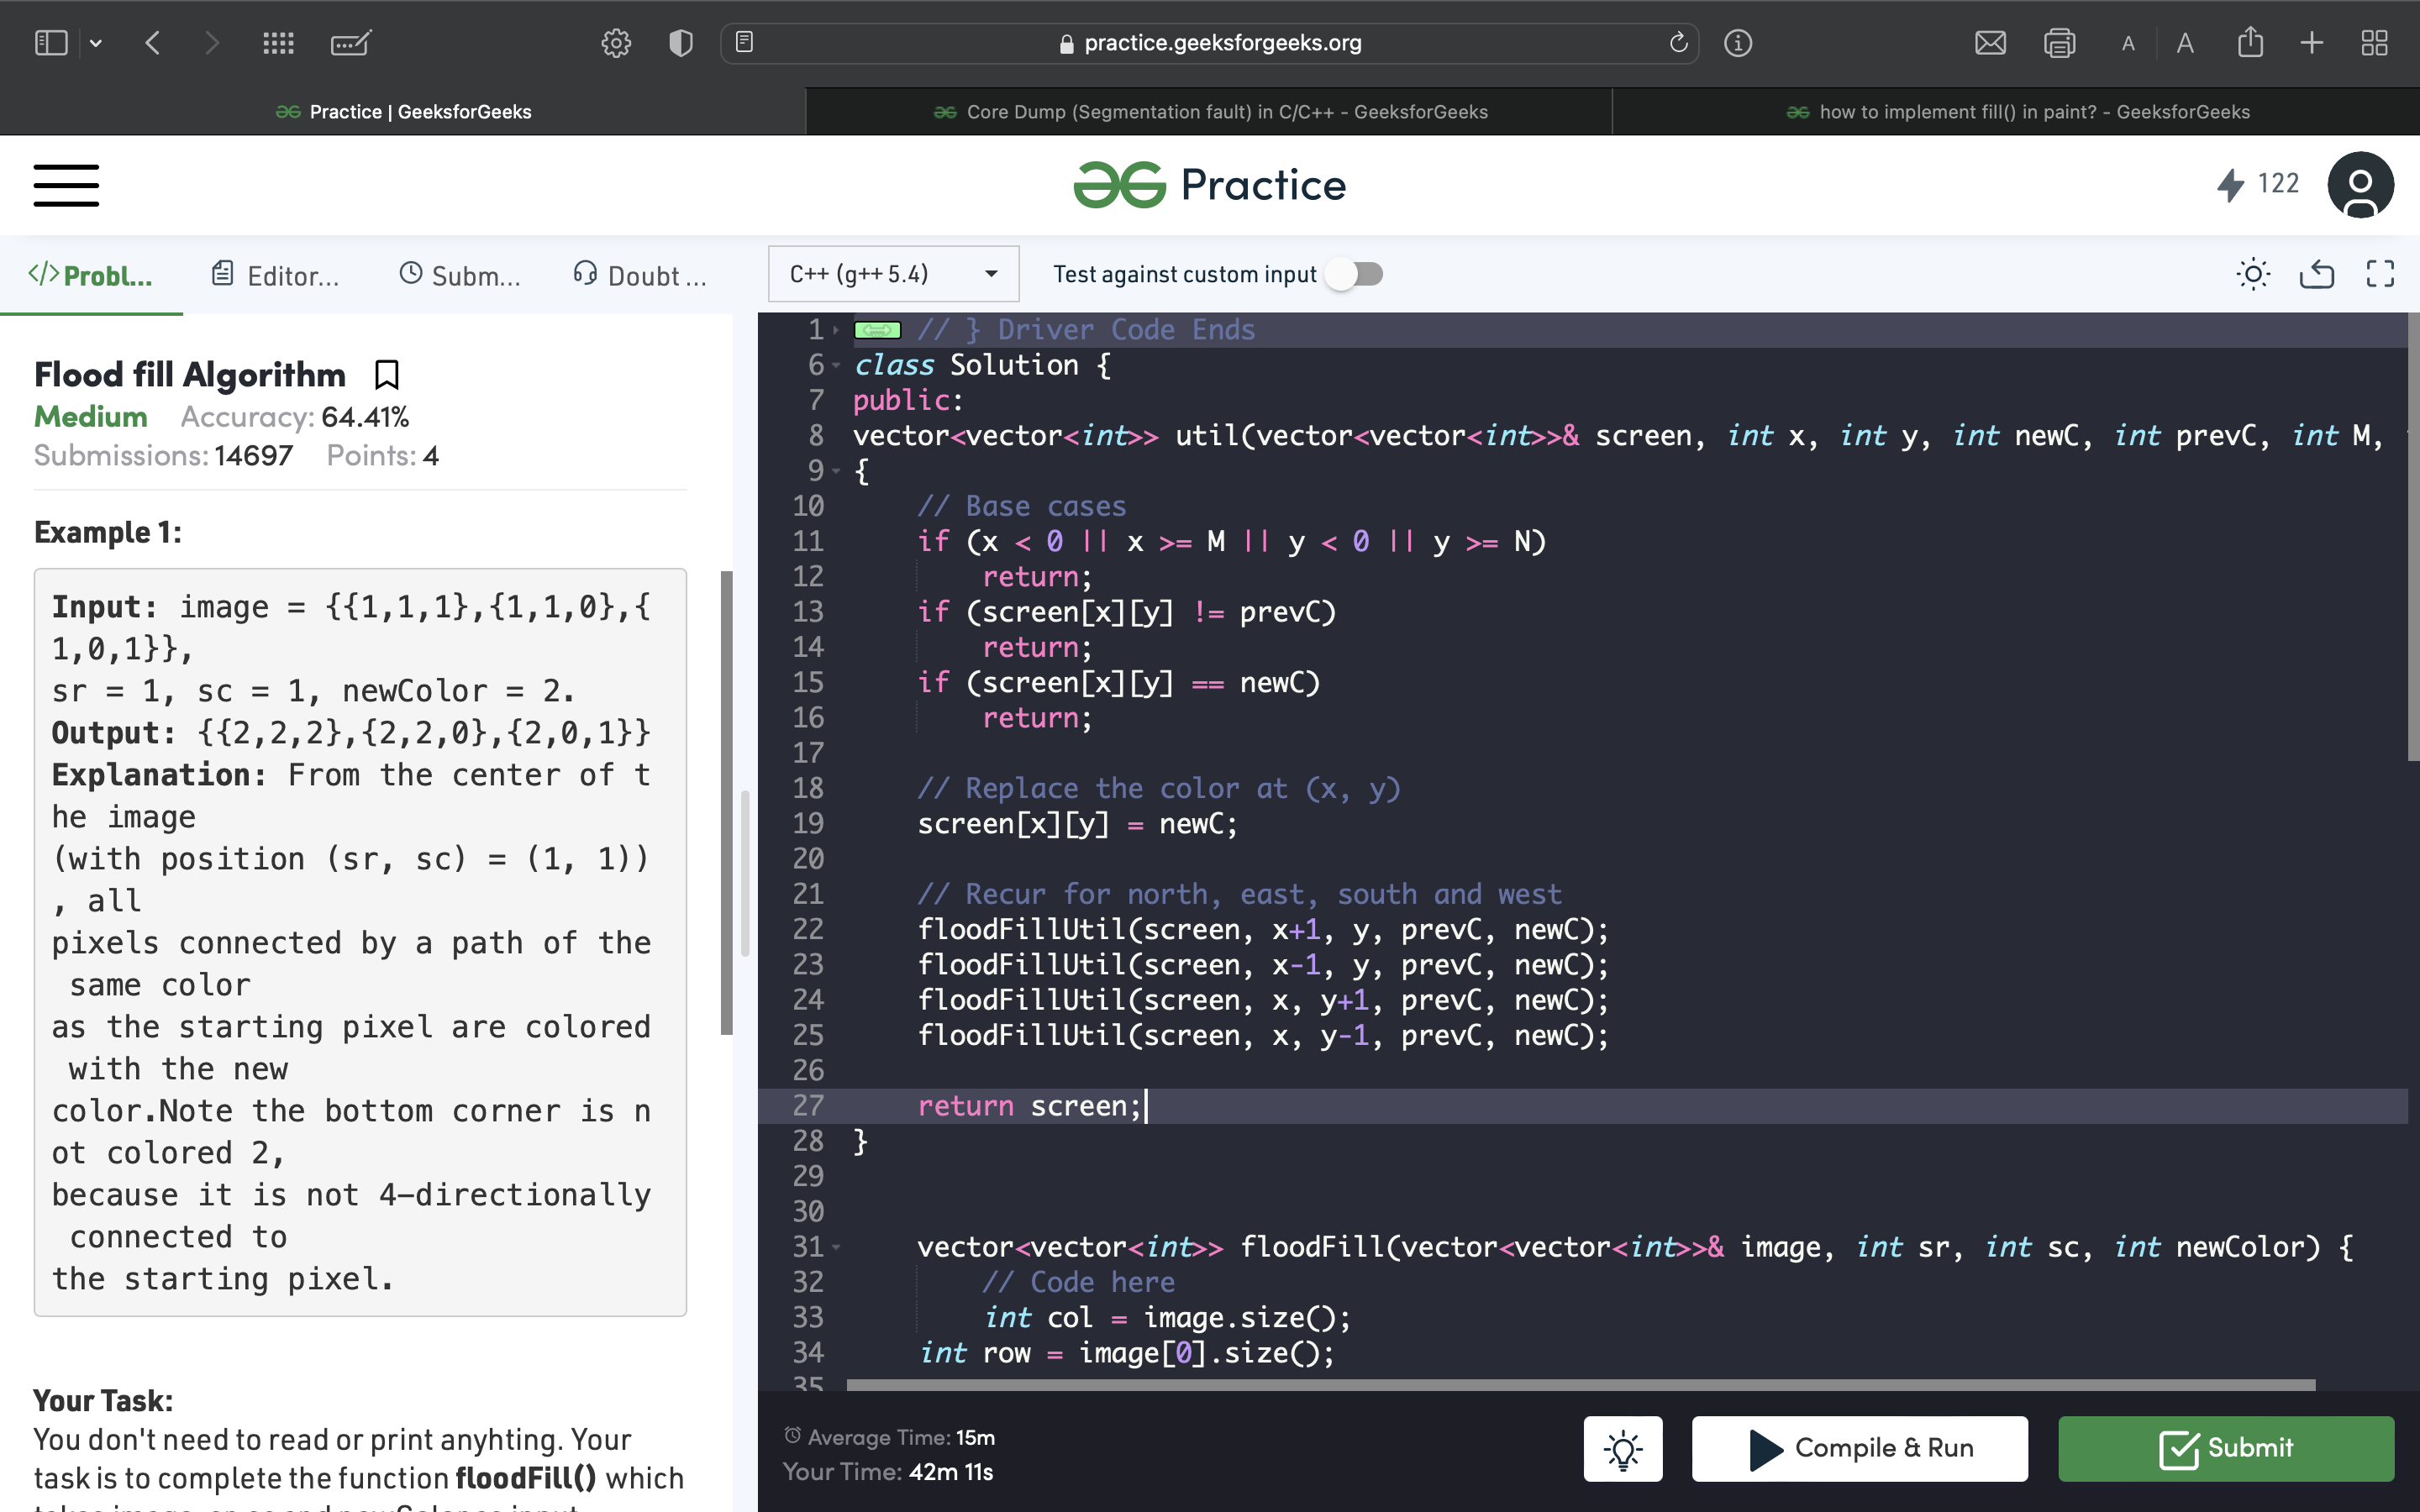 practice.geeksforgeeks.org
A A
Practice | GeeksforGeeks
Core Dump (Segmentation fault) in C/C++ - GeeksforGeeks
how to implement fill() in paint? - GeeksforGeeks
Practice
122
</> Probl...
Editor...
Subm...
Doubt ...
C++ (g++ 5.4)
Test against custom input
Flood fill Algorithm
Medium Accuracy: 64.41%
Submissions: 14697 Points: 4
Example 1:
Input: image = {{1,1,1},{1,1,0},{
1,0,1}},
sr = 1, sc = 1, newColor = 2.
Output: {{2,2,2},{2,2,0},{2,0,1}}
Explanation: From the center of t
he image
(with position (sr, sc) = (1, 1))
, all
pixels connected by a path of the
same color
as the starting pixel are colored
with the new
color.Note the bottom corner is n
ot colored 2,
because it is not 4-directionally
connected to
the starting pixel.
Your Task:
You don't need to read or print anyhting. Your
task is to complete the function floodFill() which
1 // } Driver Code Ends
6 class Solution {
7 public:
8 vector<vector<int>> util(vector<vector<int>>& screen, int x, int y, int newC, int prevC, int M,
9 {
10 // Base cases
11 if (x < 0 || x >= M || y < 0 || y >= N)
12 return;
13 if (screen[x][y] != prevC)
14 return;
15 if (screen[x][y] == newC)
16 return;
17
18 // Replace the color at (x, y)
19 screen[x][y] = newC;
20
21 // Recur for north, east, south and west
22 floodFillUtil(screen, x+1, y, prevC, newC);
23 floodFillUtil(screen, x-1, y, prevC, newC);
24 floodFillUtil(screen, x, y+1, prevC, newC);
25 floodFillUtil(screen, x, y-1, prevC, newC);
26
27 return screen;
28 }
29
30
31 vector<vector<int>> floodFill(vector<vector<int>>& image, int sr, int sc, int newColor) {
32 // Code here
33 int col = image.size();
34 int row = image[0].size();
35
Average Time: 15m
Your Time: 42m 11s
Compile & Run
Submit